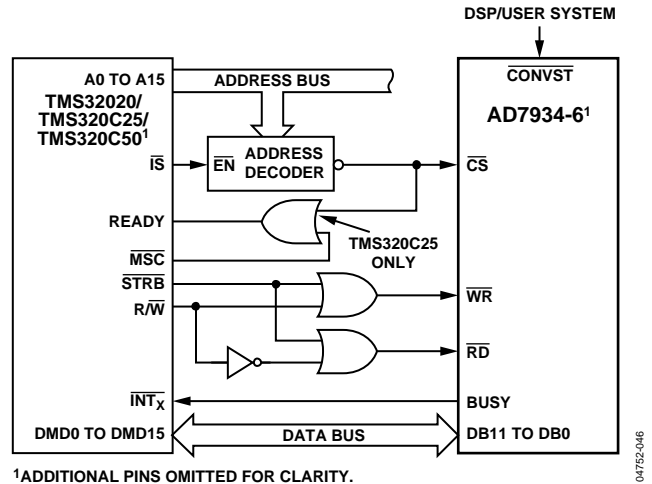 DSP/USER SYSTEM
A0 TO A15
ADDRESS BUS
CONVST
TMS32020/
TMS320C25/
TMS320C50¹
AD7934-6¹
IS
EN
ADDRESS
DECODER
CS
READY
TMS320C25
ONLY
MSC
STRB
R/W
WR
RD
INTX
BUSY
DMD0 TO DMD15
DATA BUS
DB11 TO DB0
¹ADDITIONAL PINS OMITTED FOR CLARITY.
04752-046